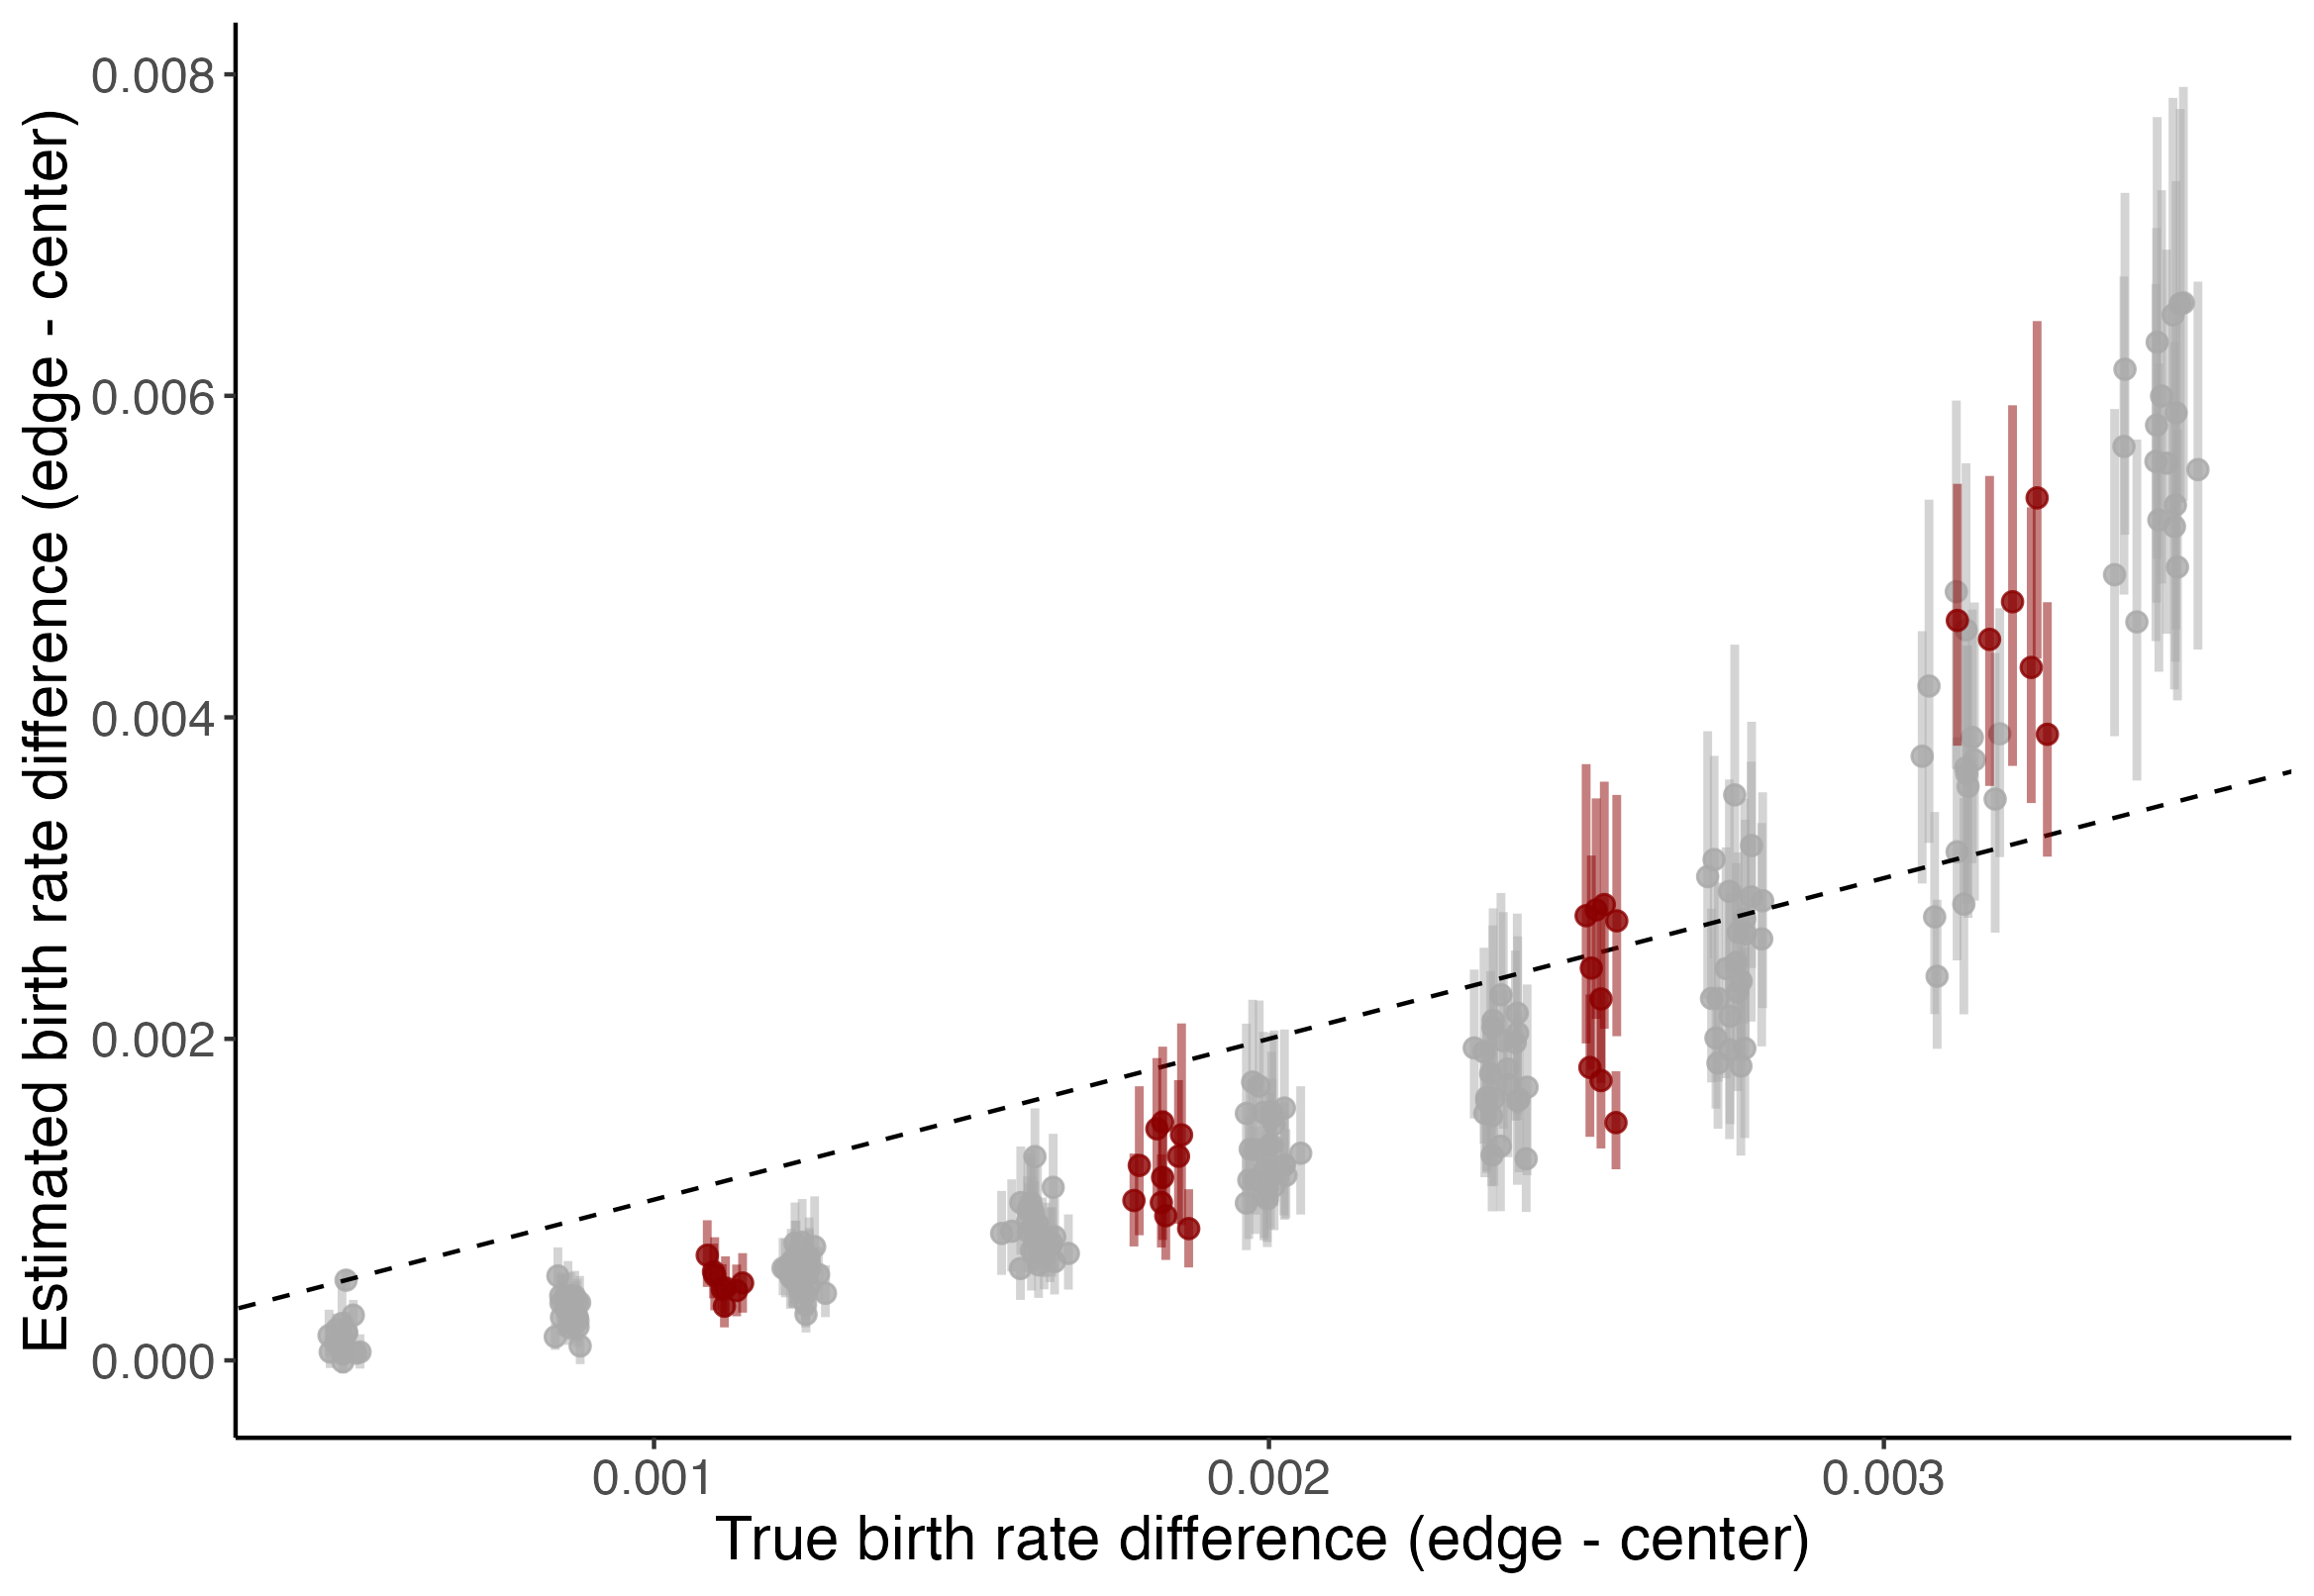 Estimated birth rate difference (edge - center)
0.008
0.006
0.004
0.002
0.000
0.001 0.002 0.003
True birth rate difference (edge - center)